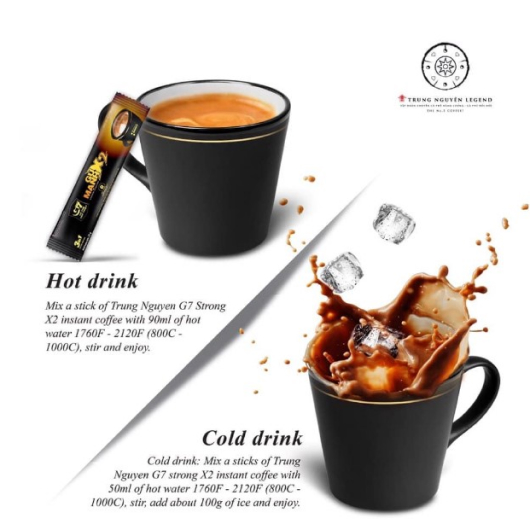 TRUNG NGUYÊN LEGEND
G7
X2
3in1
Hot drink
Mix a stick of Trung Nguyen G7 Strong
X2 instant coffee with 90ml of hot
water 1760F - 2120F (800C -
1000C), stir and enjoy.
Cold drink
Cold drink: Mix a sticks of Trung
Nguyen G7 strong X2 instant coffee with
50ml of hot water 1760F - 2120F (800C -
1000C), stir, add about 100g of ice and enjoy.